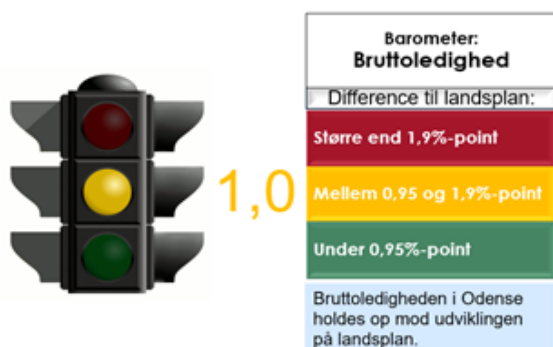 1,0
Barometer:
Bruttoledighed
Difference til landsplan:
Større end 1,9%-point
Mellem 0,95 og 1,9%-point
Under 0,95%-point
Bruttoledigheden i Odense
holdes op mod udviklingen
på landsplan.